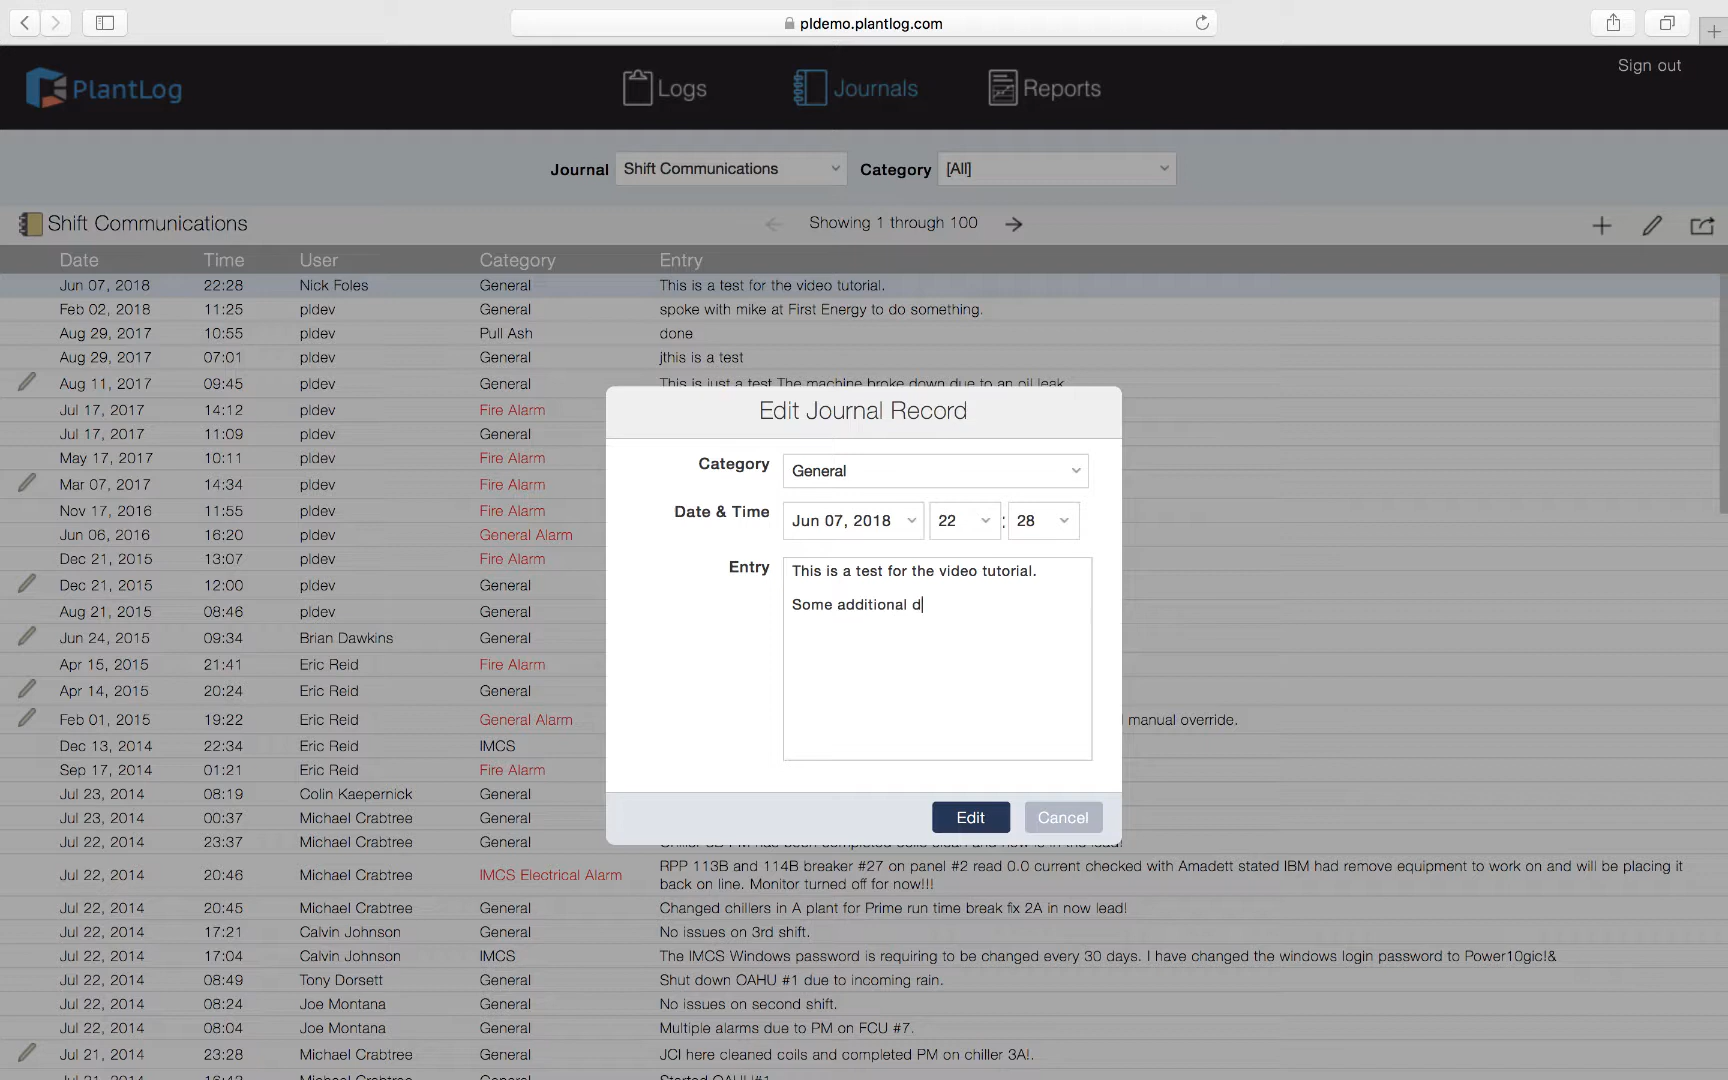 pldemo.plantlog.com
PlantLog
Logs
Journals
Reports
Sign out
Journal
Shift Communications
Category
[All]
Shift Communications
Showing 1 through 100
Date Time User Category Entry
Jun 07, 2018 22:28 Nick Foles General This is a test for the video tutorial.
Feb 02, 2018 11:25 pldev General spoke with mike at First Energy to do something.
Aug 29, 2017 10:55 pldev Pull Ash done
Aug 29, 2017 07:01 pldev General jthis is a test
Aug 11, 2017 09:45 pldev General This is just a test The machine broke down due to an oil leak
Jul 17, 2017 14:12 pldev Fire Alarm
Jul 17, 2017 11:09 pldev General
May 17, 2017 10:11 pldev Fire Alarm
Mar 07, 2017 14:34 pldev Fire Alarm
Nov 17, 2016 11:55 pldev Fire Alarm
Jun 06, 2016 16:20 pldev General Alarm
Dec 21, 2015 13:07 pldev Fire Alarm
Dec 21, 2015 12:00 pldev General
Aug 21, 2015 08:46 pldev General
Jun 24, 2015 09:34 Brian Dawkins General
Apr 15, 2015 21:41 Eric Reid Fire Alarm
Apr 14, 2015 20:24 Eric Reid General
Feb 01, 2015 19:22 Eric Reid General Alarm manual override.
Dec 13, 2014 22:34 Eric Reid IMCS
Sep 17, 2014 01:21 Eric Reid Fire Alarm
Jul 23, 2014 08:19 Colin Kaepernick General
Jul 23, 2014 00:37 Michael Crabtree General
Jul 22, 2014 23:37 Michael Crabtree General
Jul 22, 2014 20:46 Michael Crabtree IMCS Electrical Alarm RPP 113B and 114B breaker #27 on panel #2 read 0.0 current checked with Amadett stated IBM had remove equipment to work on and will be placing it
back on line. Monitor turned off for now!!!
Jul 22, 2014 20:45 Michael Crabtree General Changed chillers in A plant for Prime run time break fix 2A in now lead!
Jul 22, 2014 17:21 Calvin Johnson General No issues on 3rd shift.
Jul 22, 2014 17:04 Calvin Johnson IMCS The IMCS Windows password is requiring to be changed every 30 days. I have changed the windows login password to Power10gic!&
Jul 22, 2014 08:49 Tony Dorsett General Shut down OAHU #1 due to incoming rain.
Jul 22, 2014 08:24 Joe Montana General No issues on second shift.
Jul 22, 2014 08:04 Joe Montana General Multiple alarms due to PM on FCU #7.
Jul 21, 2014 23:28 Michael Crabtree General JCI here cleaned coils and completed PM on chiller 3A!.
Edit Journal Record
Category General
Date & Time Jun 07, 2018 22 : 28
Entry
This is a test for the video tutorial.
Some additional d
Edit
Cancel